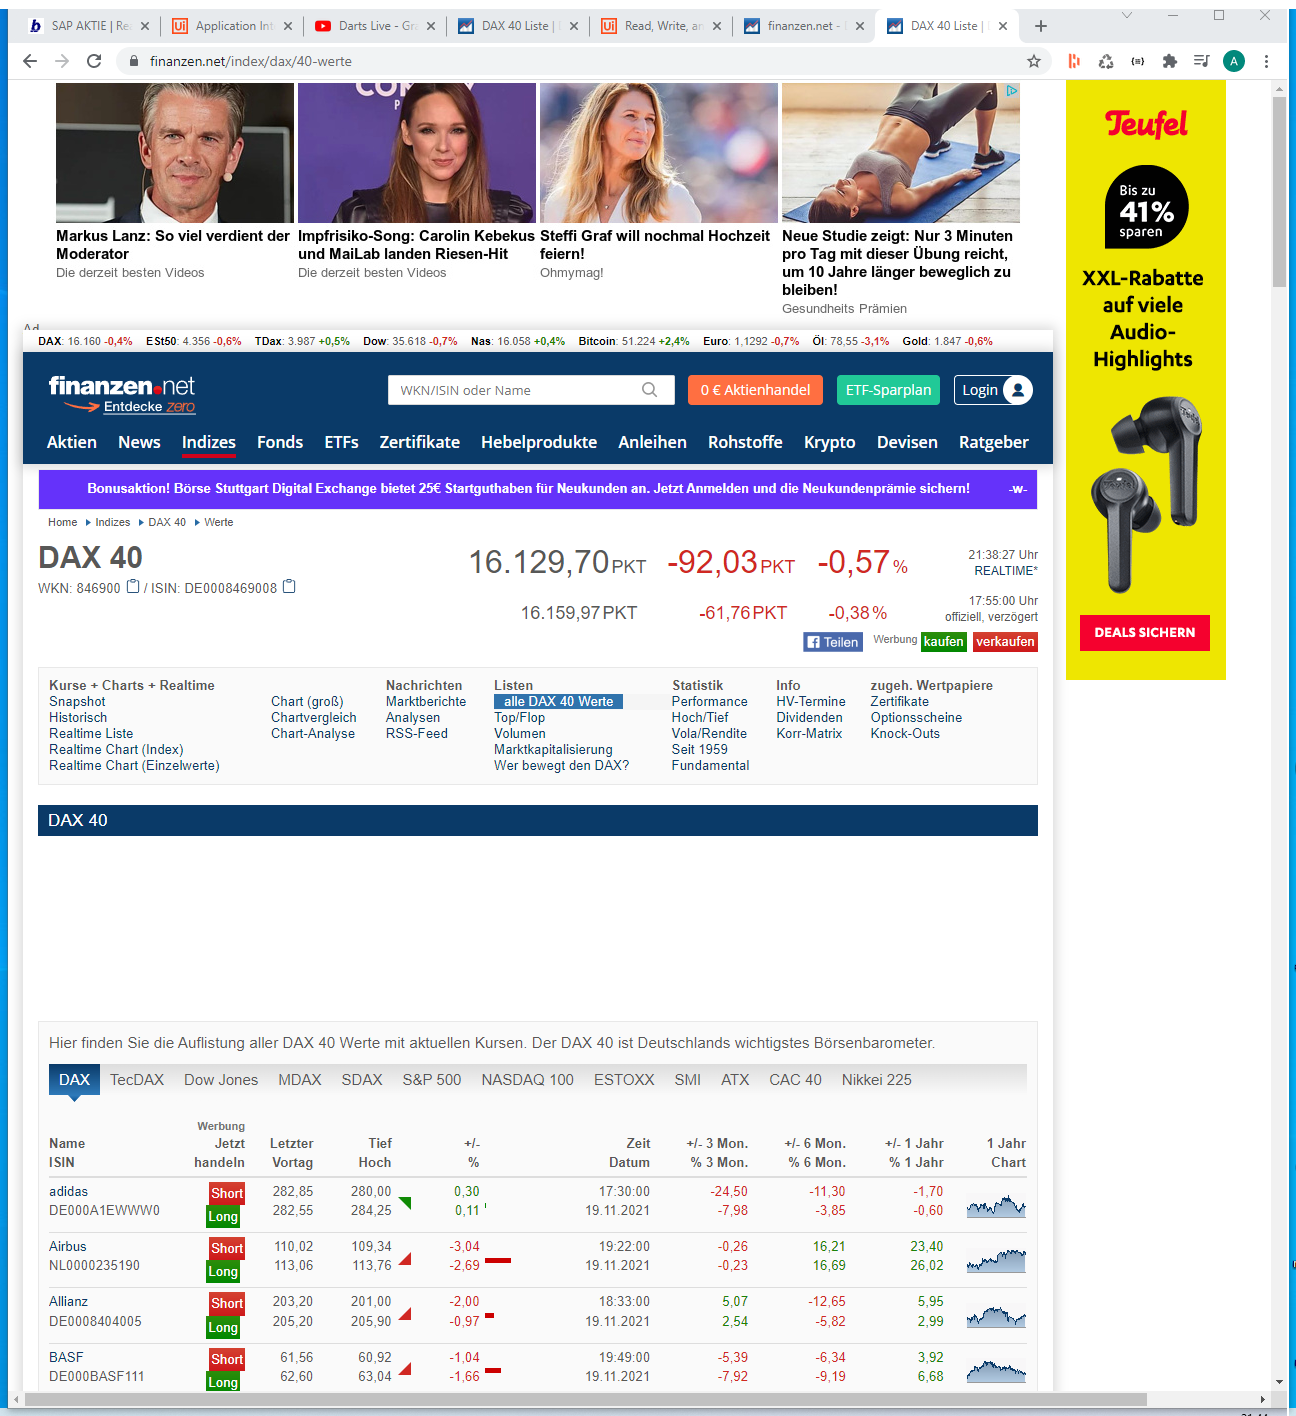 SAP AKTIE | Re
Application Int
Darts Live - Gr
DAX 40 Liste |
Read, Write, an
finanzen.net -
DAX 40 Liste |
finanzen.net/index/dax/40-werte
A
Markus Lanz: So viel verdient der Moderator
Die derzeit besten Videos
Impfrisiko-Song: Carolin Kebekus und MaiLab landen Riesen-Hit
Die derzeit besten Videos
Steffi Graf will nochmal Hochzeit feiern!
Ohmymag!
Neue Studie zeigt: Nur 3 Minuten pro Tag mit dieser Übung reicht, um 10 Jahre länger beweglich zu bleiben!
Gesundheits Prämien
Teufel
Bis zu
41%
sparen
XXL-Rabatte
auf viele
Audio-
Highlights
DEALS SICHERN
Ad
DAX: 16.160 -0,4% ESt50: 4.356 -0,6% TDax: 3.987 +0,5% Dow: 35.618 -0,7% Nas: 16.058 +0,4% Bitcoin: 51.224 +2,4% Euro: 1,1292 -0,7% Öl: 78,55 -3,1% Gold: 1.847 -0,6%
finanzen.net
Entdecke zero
WKN/ISIN oder Name
0 € Aktienhandel
ETF-Sparplan
Login
Aktien News Indizes Fonds ETFs Zertifikate Hebelprodukte Anleihen Rohstoffe Krypto Devisen Ratgeber
Bonusaktion! Börse Stuttgart Digital Exchange bietet 25€ Startguthaben für Neukunden an. Jetzt Anmelden und die Neukundenprämie sichern! -w-
Home Indizes DAX 40 Werte
DAX 40
WKN: 846900 / ISIN: DE0008469008
16.129,70 PKT -92,03 PKT -0,57 %
21:38:27 Uhr
REALTIME*
16.159,97 PKT -61,76 PKT -0,38 %
17:55:00 Uhr
offiziell, verzögert
Teilen Werbung kaufen verkaufen
Kurse + Charts + Realtime Nachrichten Listen Statistik Info zugeh. Wertpapiere
Snapshot Chart (groß) Marktberichte alle DAX 40 Werte Performance HV-Termine Zertifikate
Historisch Chartvergleich Analysen Top/Flop Hoch/Tief Dividenden Optionsscheine
Realtime Liste Chart-Analyse RSS-Feed Volumen Vola/Rendite Korr-Matrix Knock-Outs
Realtime Chart (Index) Marktkapitalisierung Seit 1959
Realtime Chart (Einzelwerte) Wer bewegt den DAX? Fundamental
DAX 40
Hier finden Sie die Auflistung aller DAX 40 Werte mit aktuellen Kursen. Der DAX 40 ist Deutschlands wichtigstes Börsenbarometer.
DAX TecDAX Dow Jones MDAX SDAX S&P 500 NASDAQ 100 ESTOXX SMI ATX CAC 40 Nikkei 225
Werbung
Name Jetzt Letzter Tief +/- Zeit +/- 3 Mon. +/- 6 Mon. +/- 1 Jahr 1 Jahr
ISIN handeln Vortag Hoch % Datum % 3 Mon. % 6 Mon. % 1 Jahr Chart
adidas Short 282,85 280,00 0,30 17:30:00 -24,50 -11,30 -1,70
DE000A1EWWW0 Long 282,55 284,25 0,11 19.11.2021 -7,98 -3,85 -0,60
Airbus Short 110,02 109,34 -3,04 19:22:00 -0,26 16,21 23,40
NL0000235190 Long 113,06 113,76 -2,69 19.11.2021 -0,23 16,69 26,02
Allianz Short 203,20 201,00 -2,00 18:33:00 5,07 -12,65 5,95
DE0008404005 Long 205,20 205,90 -0,97 19.11.2021 2,54 -5,82 2,99
BASF Short 61,56 60,92 -1,04 19:49:00 -5,39 -6,34 3,92
DE000BASF111 Long 62,60 63,04 -1,66 19.11.2021 -7,92 -9,19 6,68